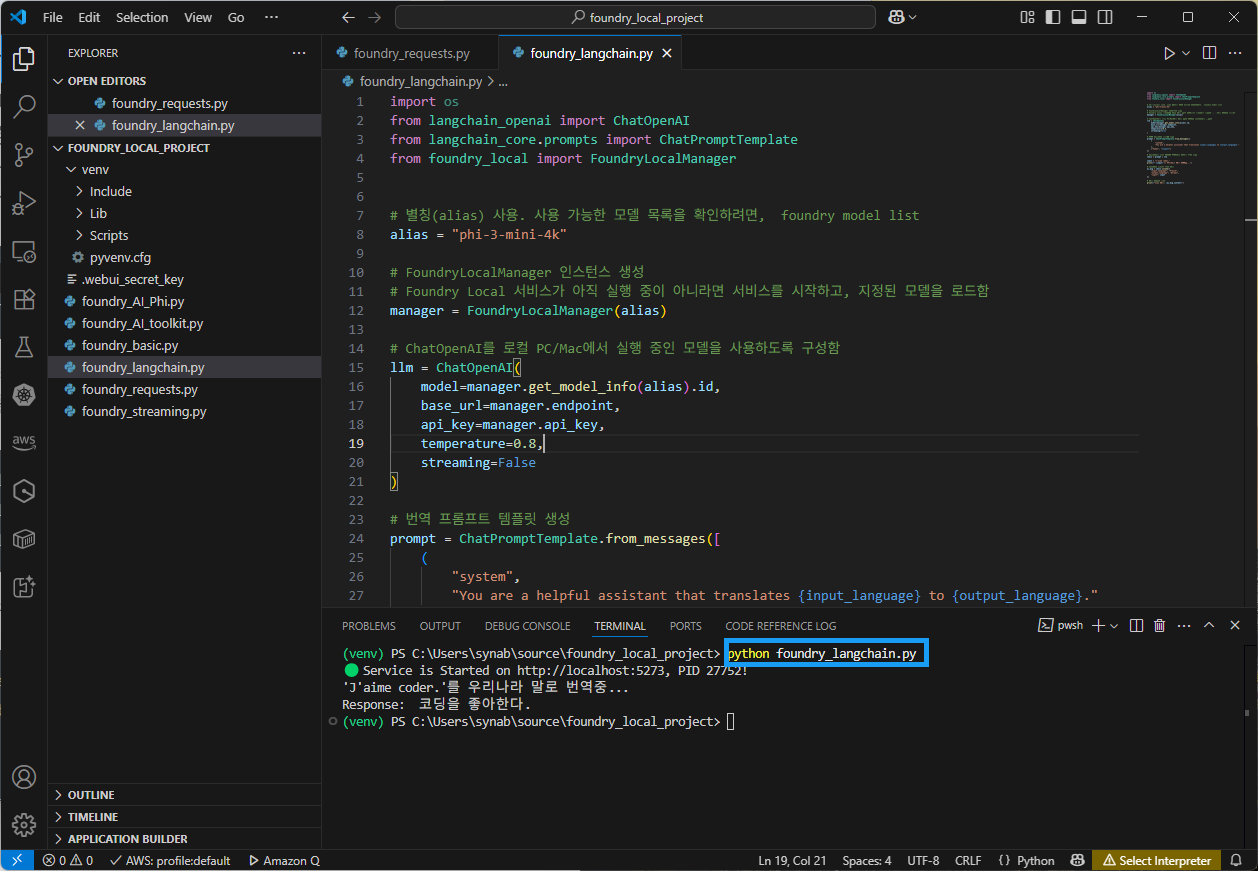 File Edit Selection View Go ··· foundry_local_project
EXPLORER ···
OPEN EDITORS
foundry_requests.py
foundry_langchain.py
FOUNDRY_LOCAL_PROJECT
venv
Include
Lib
Scripts
pyvenv.cfg
.webui_secret_key
foundry_AI_Phi.py
foundry_AI_toolkit.py
foundry_basic.py
foundry_langchain.py
foundry_requests.py
foundry_streaming.py
OUTLINE
TIMELINE
APPLICATION BUILDER
aws
foundry_requests.py foundry_langchain.py
foundry_langchain.py > ...
1 import os
2 from langchain_openai import ChatOpenAI
3 from langchain_core.prompts import ChatPromptTemplate
4 from foundry_local import FoundryLocalManager
5
6
7 # 별칭(alias) 사용. 사용 가능한 모델 목록을 확인하려면, foundry model list
8 alias = "phi-3-mini-4k"
9
10 # FoundryLocalManager 인스턴스 생성
11 # Foundry Local 서비스가 아직 실행 중이 아니라면 서비스를 시작하고, 지정된 모델을 로드함
12 manager = FoundryLocalManager(alias)
13
14 # ChatOpenAI를 로컬 PC/Mac에서 실행 중인 모델을 사용하도록 구성함
15 llm = ChatOpenAI(
16 model=manager.get_model_info(alias).id,
17 base_url=manager.endpoint,
18 api_key=manager.api_key,
19 temperature=0.8,
20 streaming=False
21 )
22
23 # 번역 프롬프트 템플릿 생성
24 prompt = ChatPromptTemplate.from_messages([
25 (
26 "system",
27 "You are a helpful assistant that translates {input_language} to {output_language}."
PROBLEMS OUTPUT DEBUG CONSOLE TERMINAL PORTS CODE REFERENCE LOG pwsh
(venv) PS C:\Users\synab\source\foundry_local_project> python foundry_langchain.py
Service is Started on http://localhost:5273, PID 27752!
'J'aime coder.'를 우리나라 말로 번역중...
Response: 코딩을 좋아한다.
(venv) PS C:\Users\synab\source\foundry_local_project>
0 0 AWS: profile:default Amazon Q Ln 19, Col 21 Spaces: 4 UTF-8 CRLF {} Python Select Interpreter